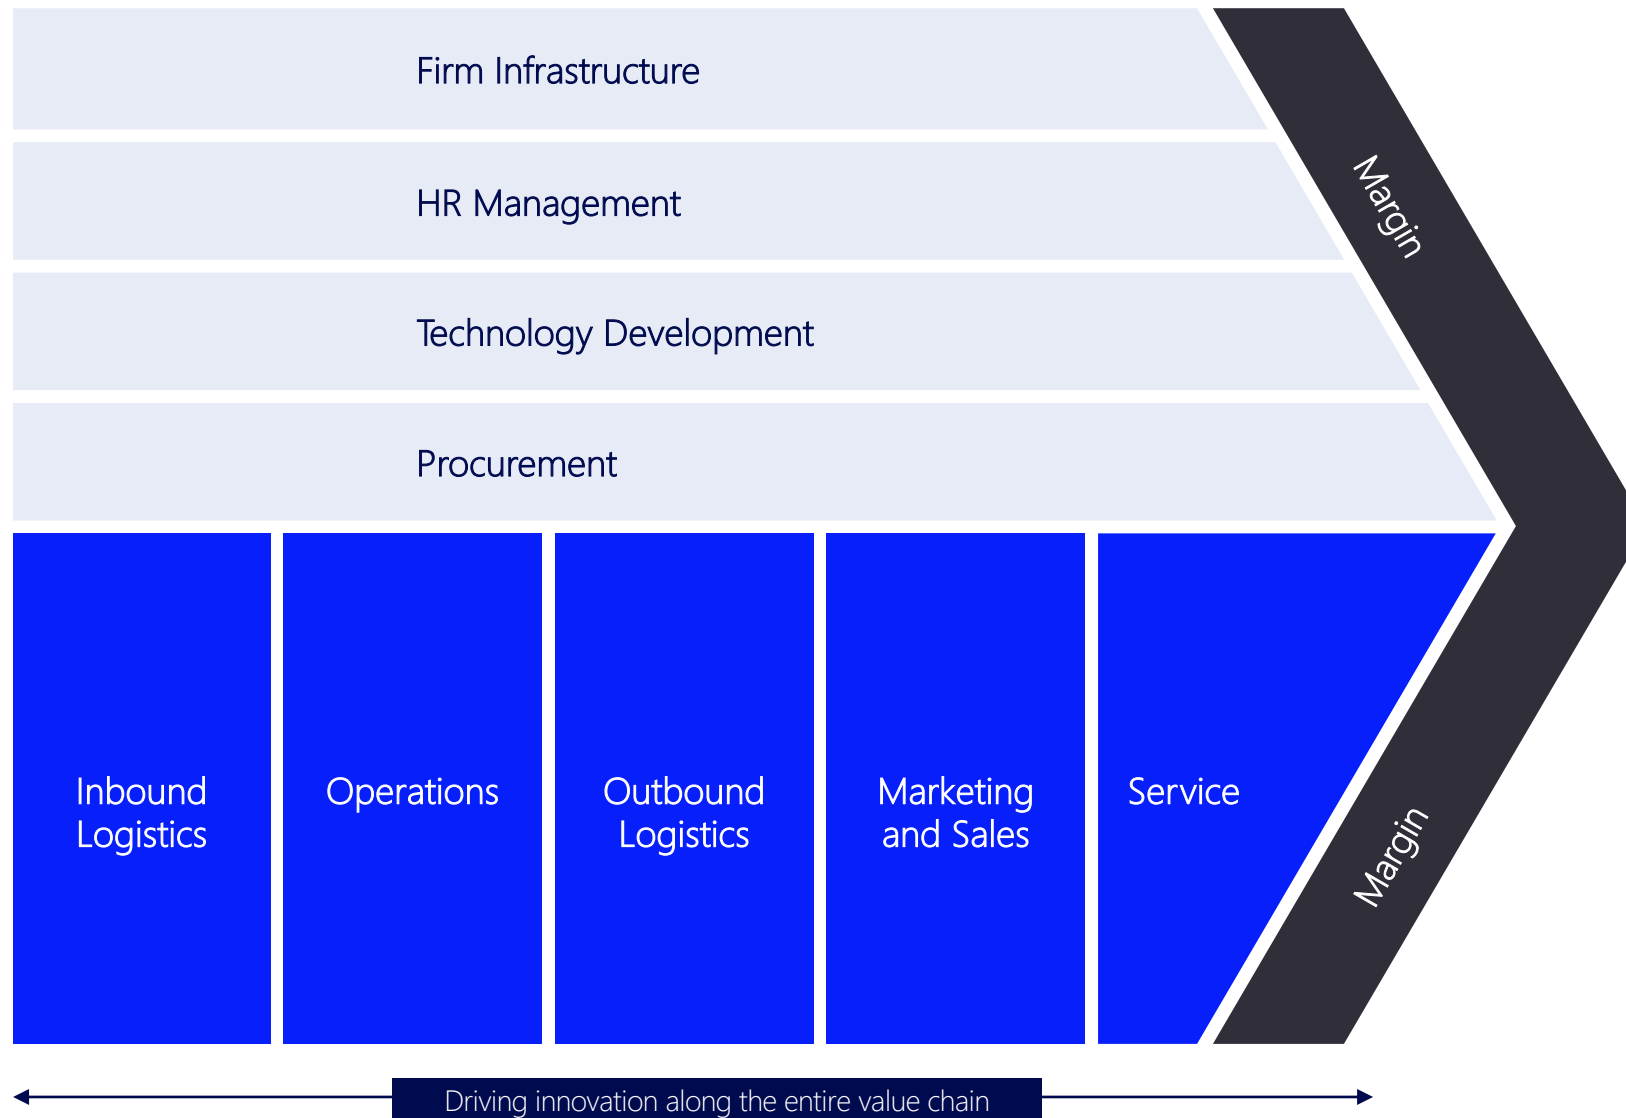 Firm Infrastructure
HR Management
Technology Development
Procurement
Margin
Inbound
Logistics
Operations
Outbound
Logistics
Marketing
and Sales
Service
Margin
Driving innovation along the entire value chain